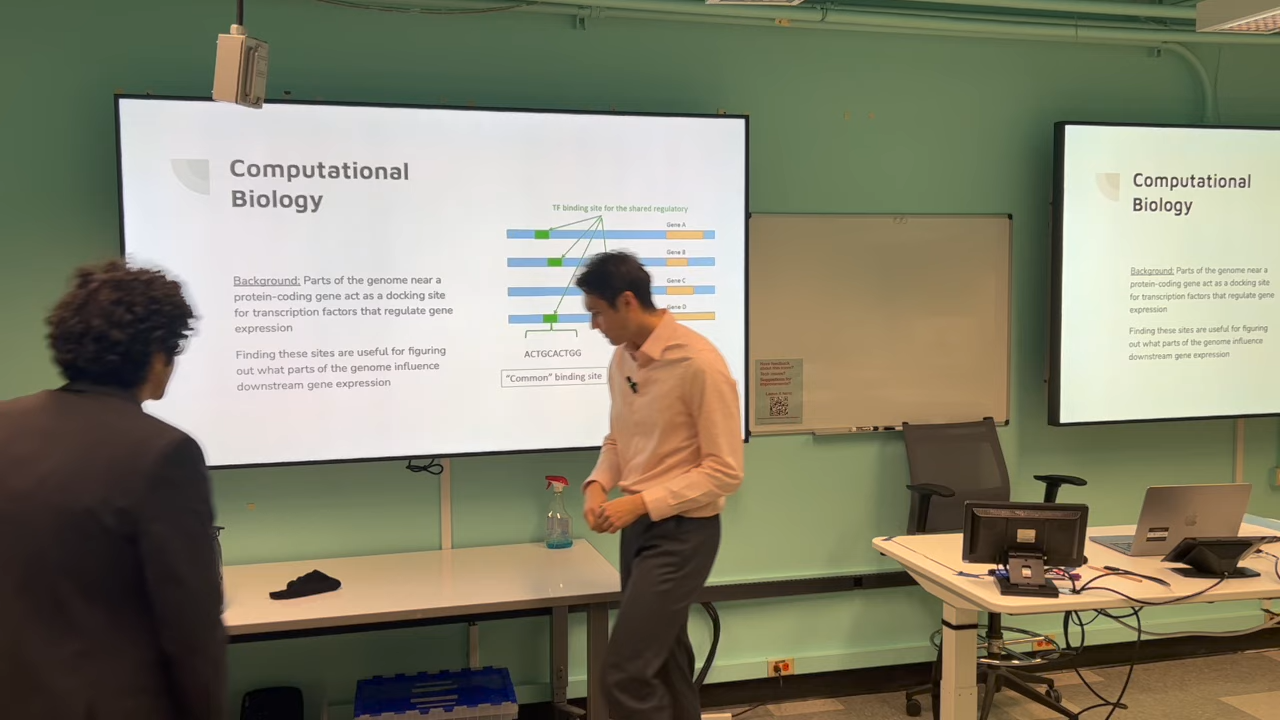 Computational
Biology
Background: Parts of the genome near a
protein-coding gene act as a docking site
for transcription factors that regulate gene
expression
Finding these sites are useful for figuring
out what parts of the genome influence
downstream gene expression
TF binding site for the shared regulatory
Gene A
Gene B
Gene C
Gene D
ACTGCACTGG
"Common" binding site
Computational
Biology
Background: Parts of the genome near a
protein-coding gene act as a docking site
for transcription factors that regulate gene
expression
Finding these sites are useful for figuring
out what parts of the genome influence
downstream gene expression